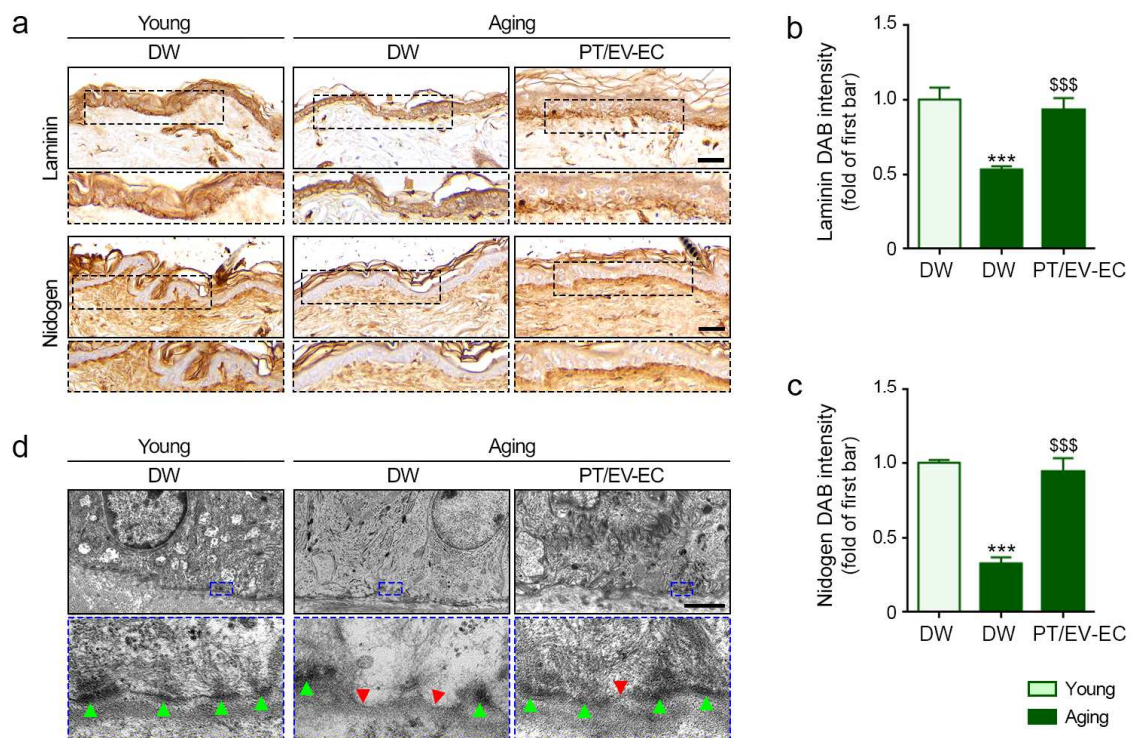 a
Young
Aging
DW
DW
PT/EV-EC
Laminin
Nidogen
b
Laminin DAB intensity
(fold of first bar)
1.5
1.0
0.5
0
***
$$$
DW
DW
PT/EV-EC
c
Nidogen DAB intensity
(fold of first bar)
1.5
1.0
0.5
0
***
$$$
DW
DW
PT/EV-EC
d
Young
Aging
DW
DW
PT/EV-EC
Young
Aging